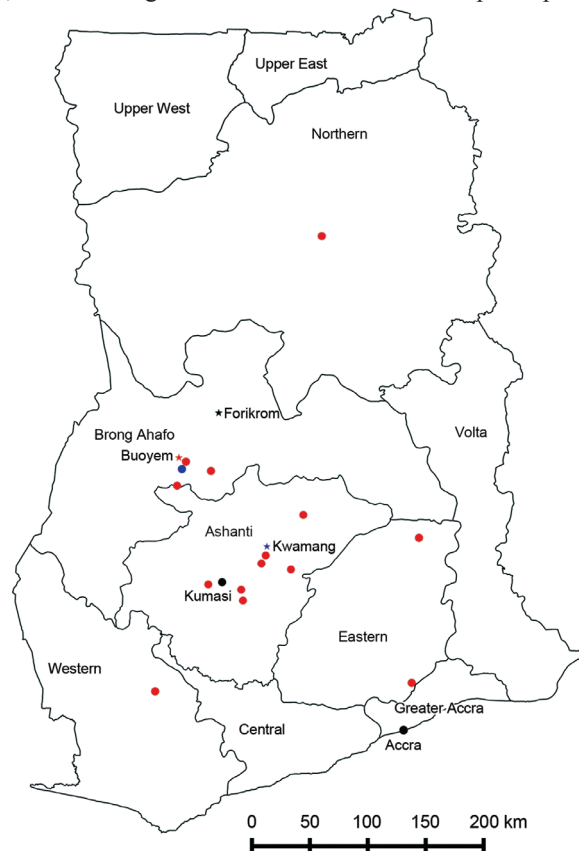 Upper East
Upper West
Northern
Forikrom
Brong Ahafo
Volta
Buoyem
Ashanti
Kwamang
Kumasi
Eastern
Western
Greater Accra
Central
Accra
0 50 100 150 200 km